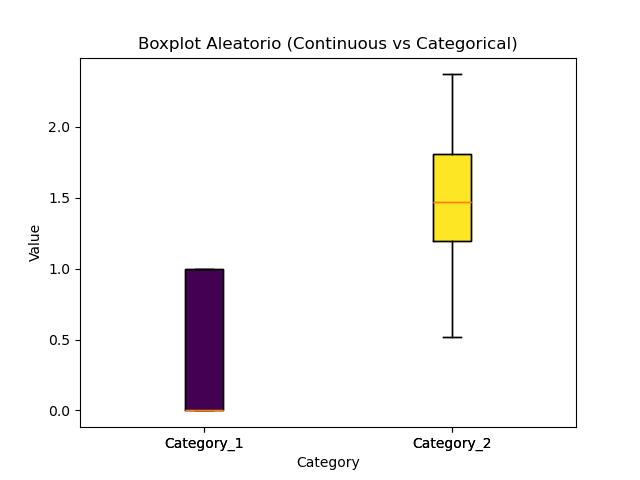 Boxplot Aleatorio (Continuous vs Categorical)
Value
2.0
1.5
1.0
0.5
0.0
Category_1
Category_2
Category